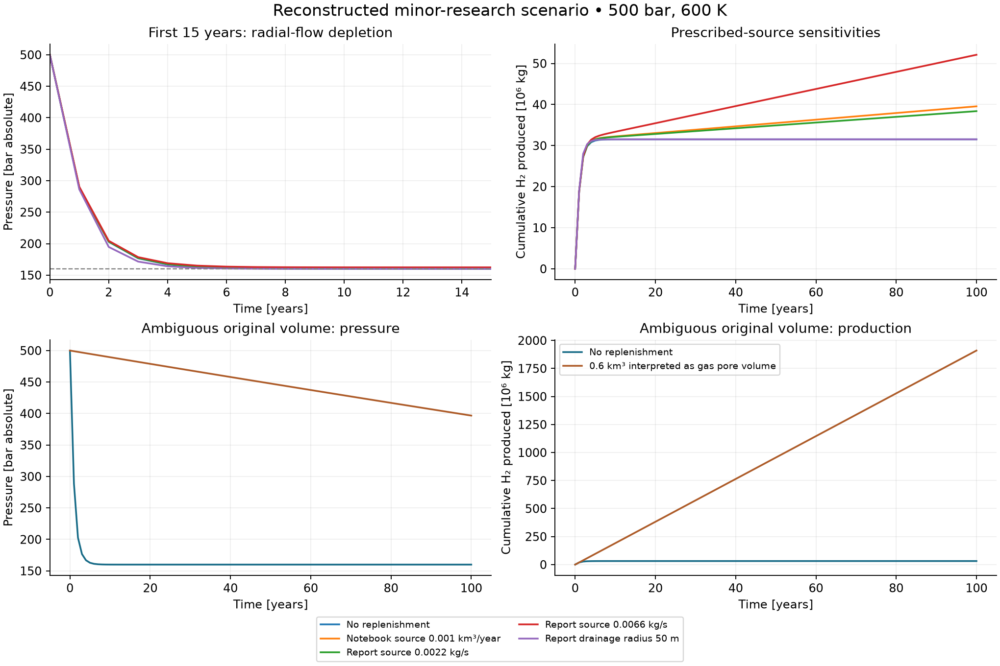 Reconstructed minor-research scenario • 500 bar, 600 K
First 15 years: radial-flow depletion
Pressure [bar absolute]
500
450
400
350
300
250
200
150
0 2 4 6 8 10 12 14
Time [years]
Prescribed-source sensitivities
Cumulative H₂ produced [10⁶ kg]
50
40
30
20
10
0
0 20 40 60 80 100
Time [years]
Ambiguous original volume: pressure
Pressure [bar absolute]
500
450
400
350
300
250
200
150
0 20 40 60 80 100
Time [years]
Ambiguous original volume: production
Cumulative H₂ produced [10⁶ kg]
2000
1750
1500
1250
1000
750
500
250
0
No replenishment
0.6 km³ interpreted as gas pore volume
0 20 40 60 80 100
Time [years]
No replenishment
Notebook source 0.001 km³/year
Report source 0.0022 kg/s
Report source 0.0066 kg/s
Report drainage radius 50 m